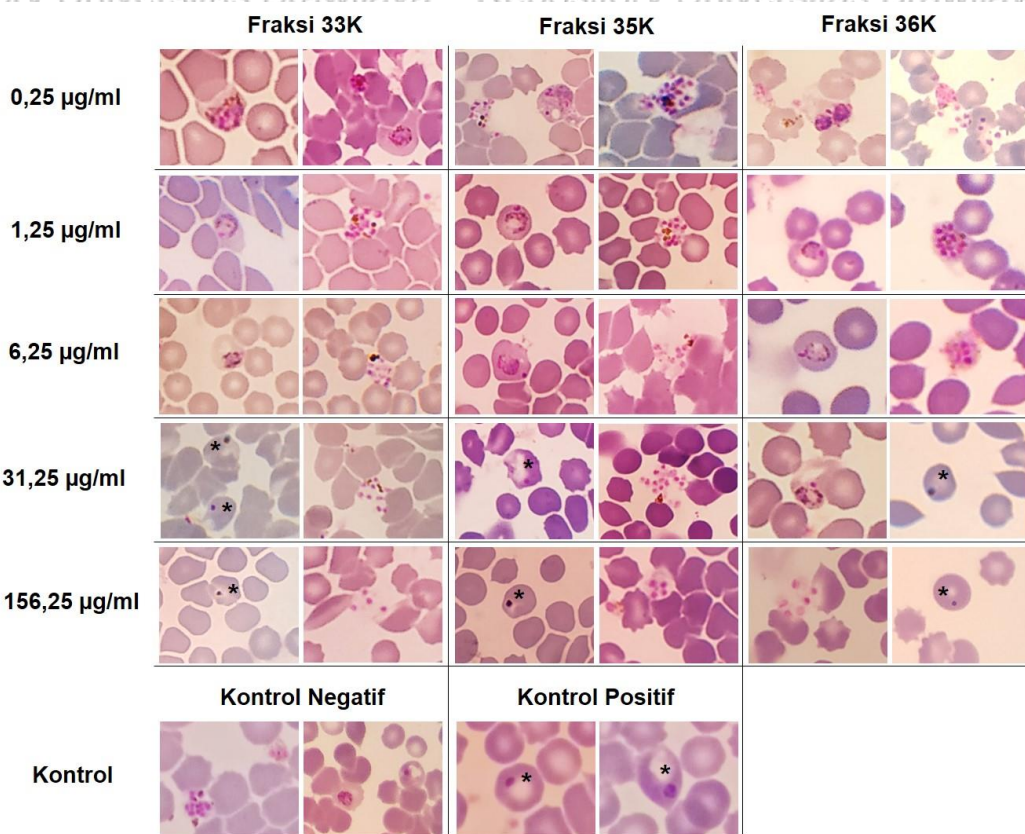 Fraksi 33K
Fraksi 35K
Fraksi 36K
0,25 µg/ml
1,25 µg/ml
6,25 µg/ml
31,25 µg/ml
*
*
*
*
156,25 µg/ml
*
*
*
Kontrol Negatif
Kontrol Positif
Kontrol
*
*